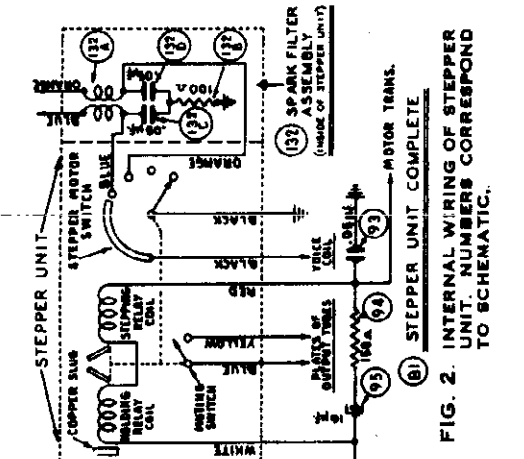 STEPPER UNIT
COPPER SLUG
HOLDING
RELAY
COIL
STEPPING
RELAY
COIL
STEPPER MOTOR
SWITCH
BLUE
ORANGE
BLUE
ORANGE
132
A
132
D
132
B
132
C
100Ω
132
SPARK FILTER
ASSEMBLY
(INSIDE OF STEPPER UNIT)
MUTING
SWITCH
WHITE
BLUE
YELLOW
RED
BLACK
BLACK
PLATES OF
OUTPUT TUBES
VOICE
COIL
95
94
93
MOTOR TRANS.
81
STEPPER UNIT COMPLETE
FIG. 2. INTERNAL WIRING OF STEPPER
UNIT. NUMBERS CORRESPOND
TO SCHEMATIC.